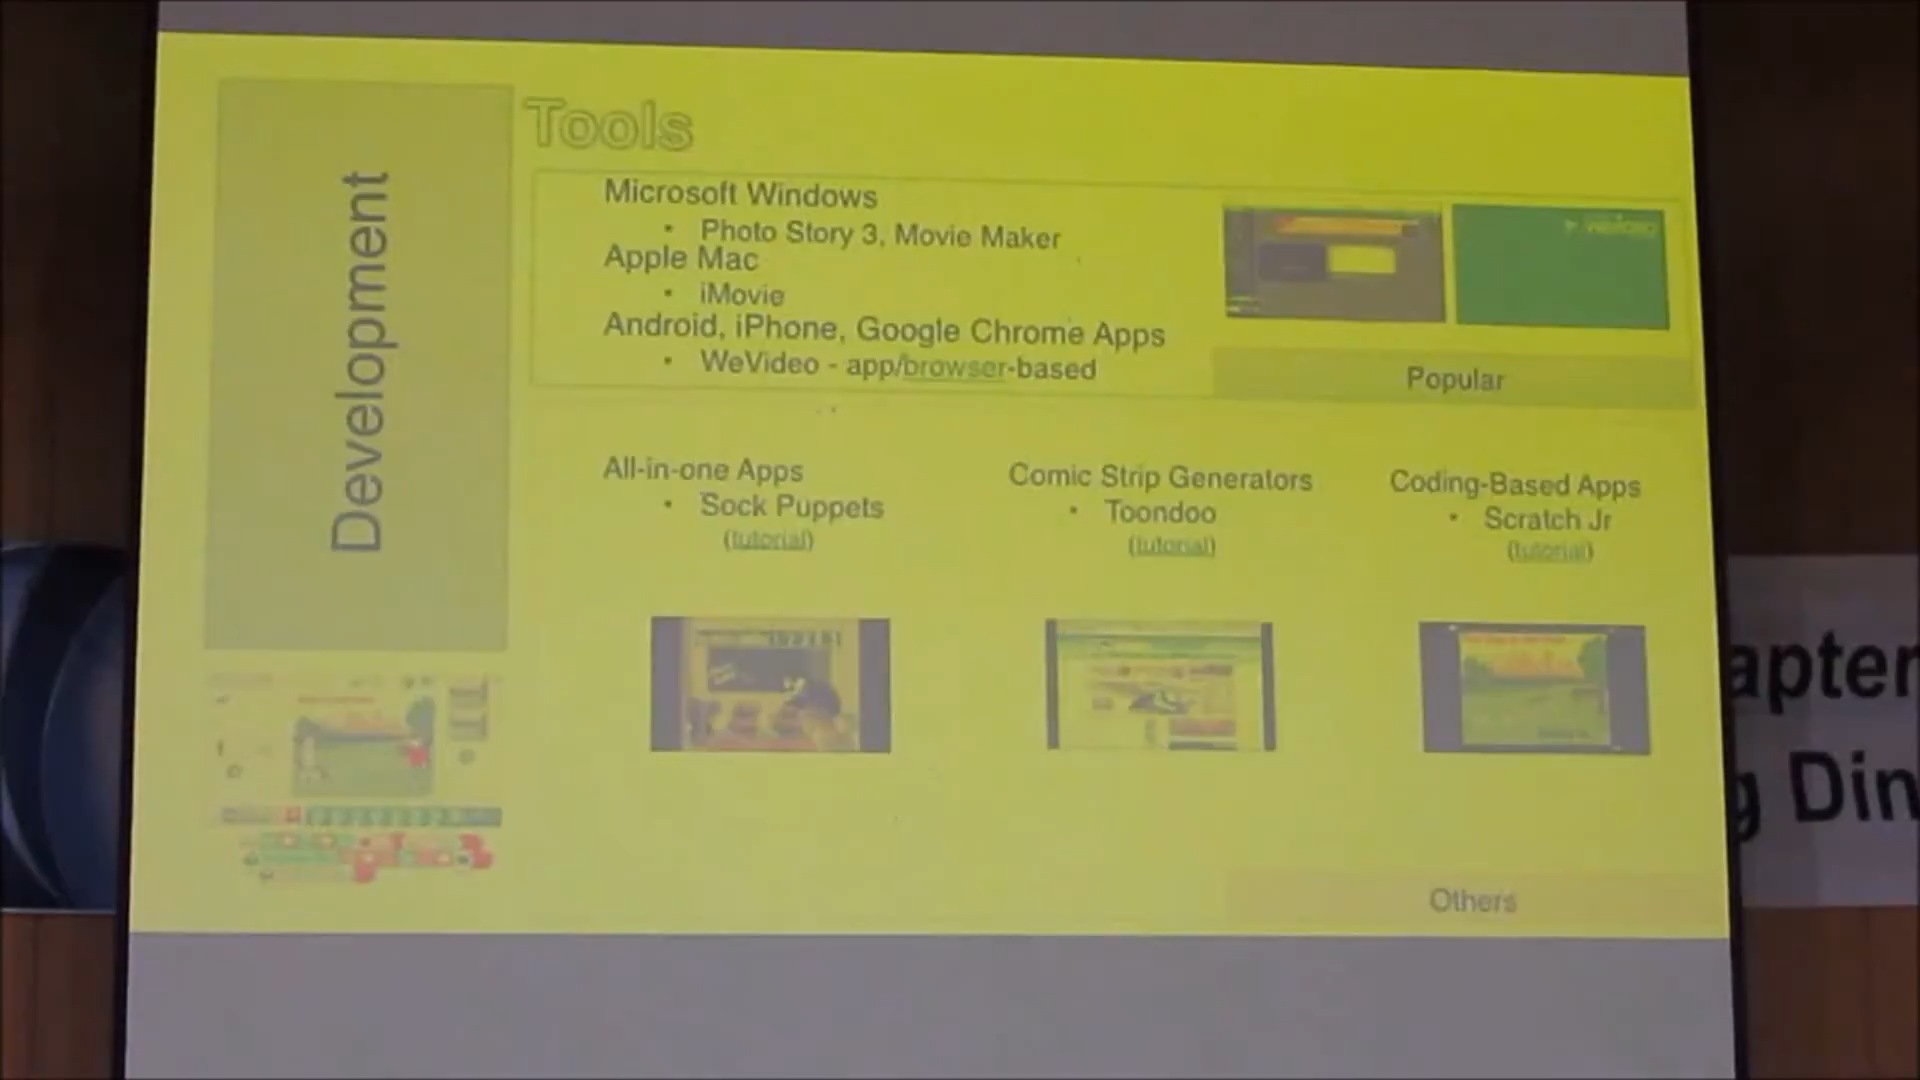 Tools
Development
Microsoft Windows
• Photo Story 3, Movie Maker
Apple Mac
• iMovie
Android, iPhone, Google Chrome Apps
• WeVideo - app/browser-based
Popular
All-in-one Apps
• Sock Puppets
(tutorial)
Comic Strip Generators
• Toondoo
(tutorial)
Coding-Based Apps
• Scratch Jr
(tutorial)
Others
apter
g Din